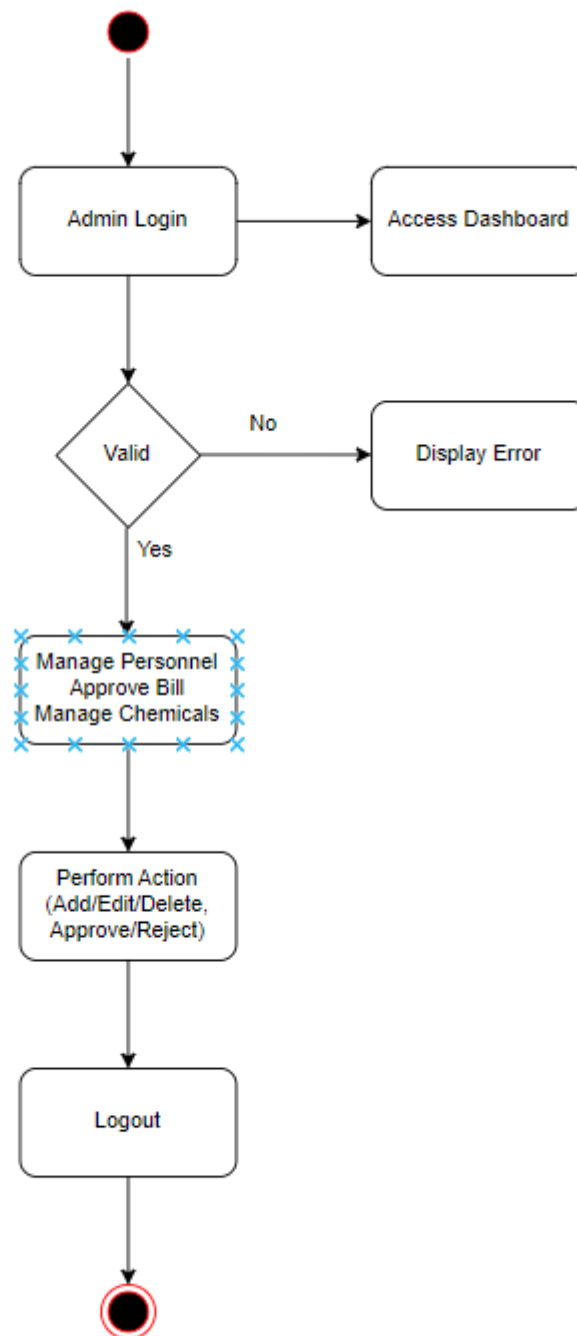 Admin Login
Access Dashboard
Valid
No
Display Error
Yes
Manage Personnel
Approve Bill
Manage Chemicals
Perform Action
(Add/Edit/Delete,
Approve/Reject)
Logout